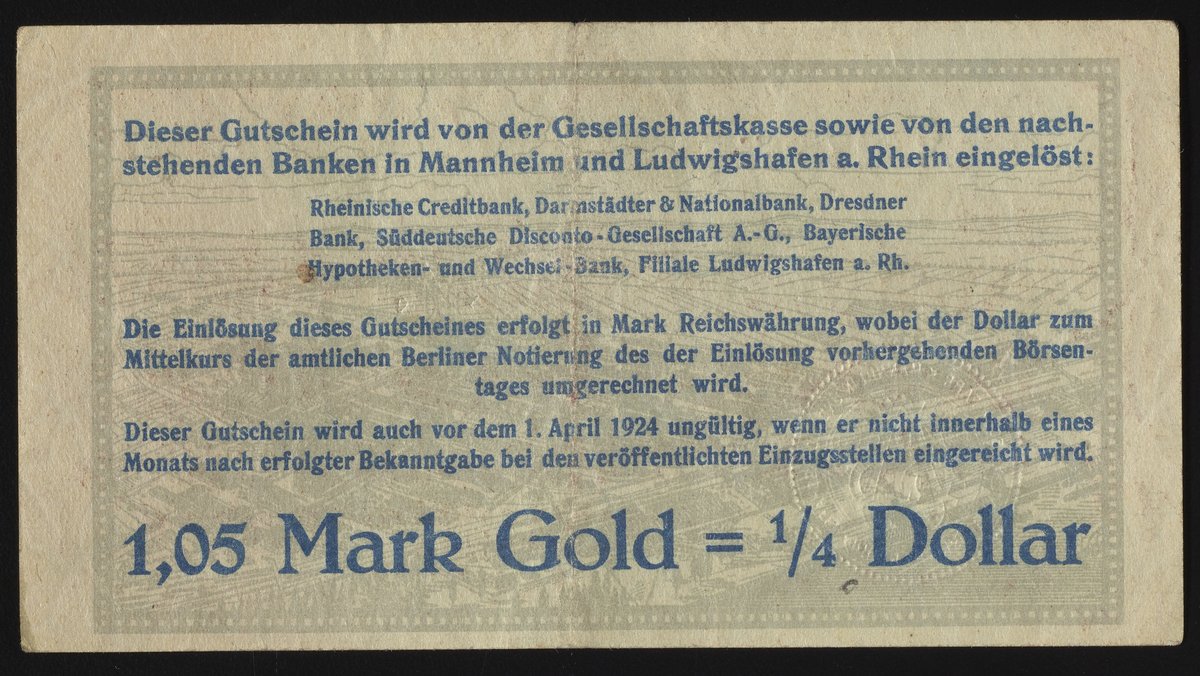 Dieser Gutschein wird von der Gesellschaftskasse sowie von den nach-
stehenden Banken in Mannheim und Ludwigshafen a. Rhein eingelöst:
Rheinische Creditbank, Darmstädter & Nationalbank, Dresdner
Bank, Süddeutsche Disconto-Gesellschaft A.-G., Bayerische
Hypotheken- und Wechsel-Bank, Filiale Ludwigshafen a. Rh.
Die Einlösung dieses Gutscheines erfolgt in Mark Reichswährung, wobei der Dollar zum
Mittelkurs der amtlichen Berliner Notierung des der Einlösung vorhergehenden Börsen-
tages umgerechnet wird.
Dieser Gutschein wird auch vor dem 1. April 1924 ungültig, wenn er nicht innerhalb eines
Monats nach erfolgter Bekanntgabe bei den veröffentlichten Einzugsstellen eingereicht wird.
1,05 Mark Gold = 1/4 Dollar